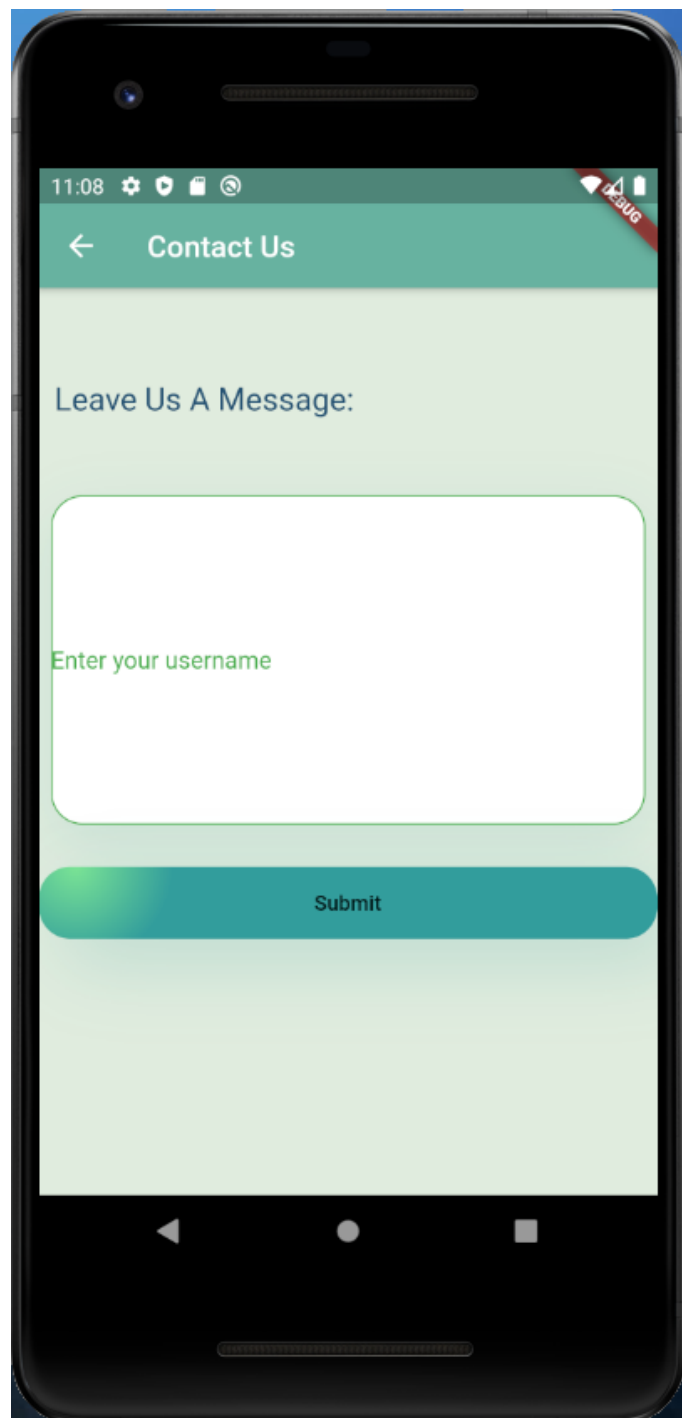 11:08
DEBUG
Contact Us
Leave Us A Message:
Enter your username
Submit